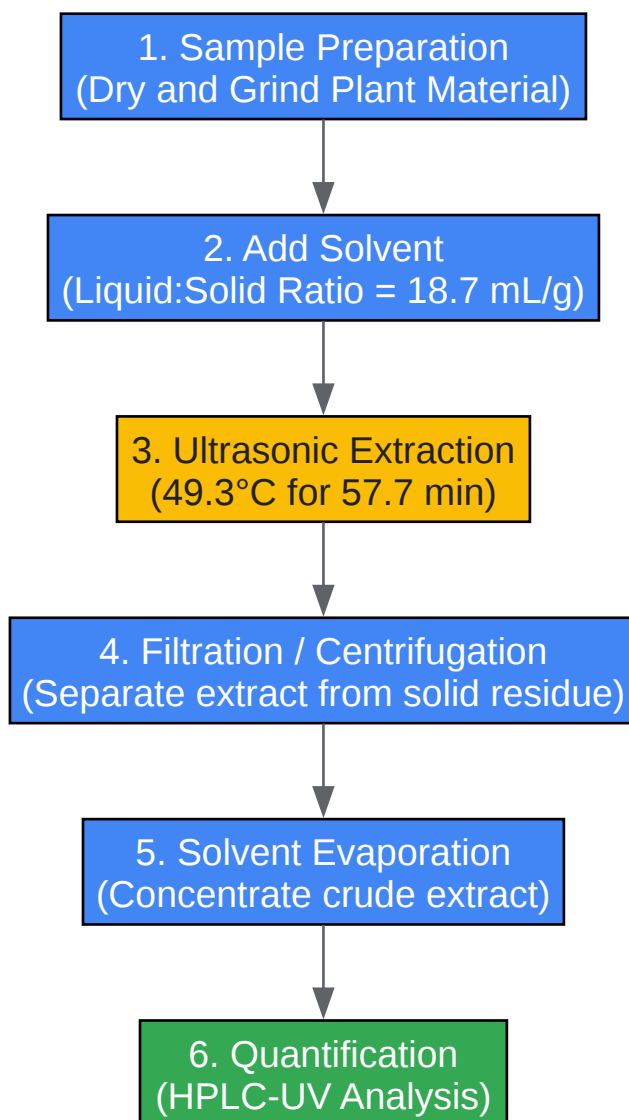 1. Sample Preparation
(Dry and Grind Plant Material)
2. Add Solvent
(Liquid:Solid Ratio = 18.7 mL/g)
3. Ultrasonic Extraction
(49.3°C for 57.7 min)
4. Filtration / Centrifugation
(Separate extract from solid residue)
5. Solvent Evaporation
(Concentrate crude extract)
6. Quantification
(HPLC-UV Analysis)